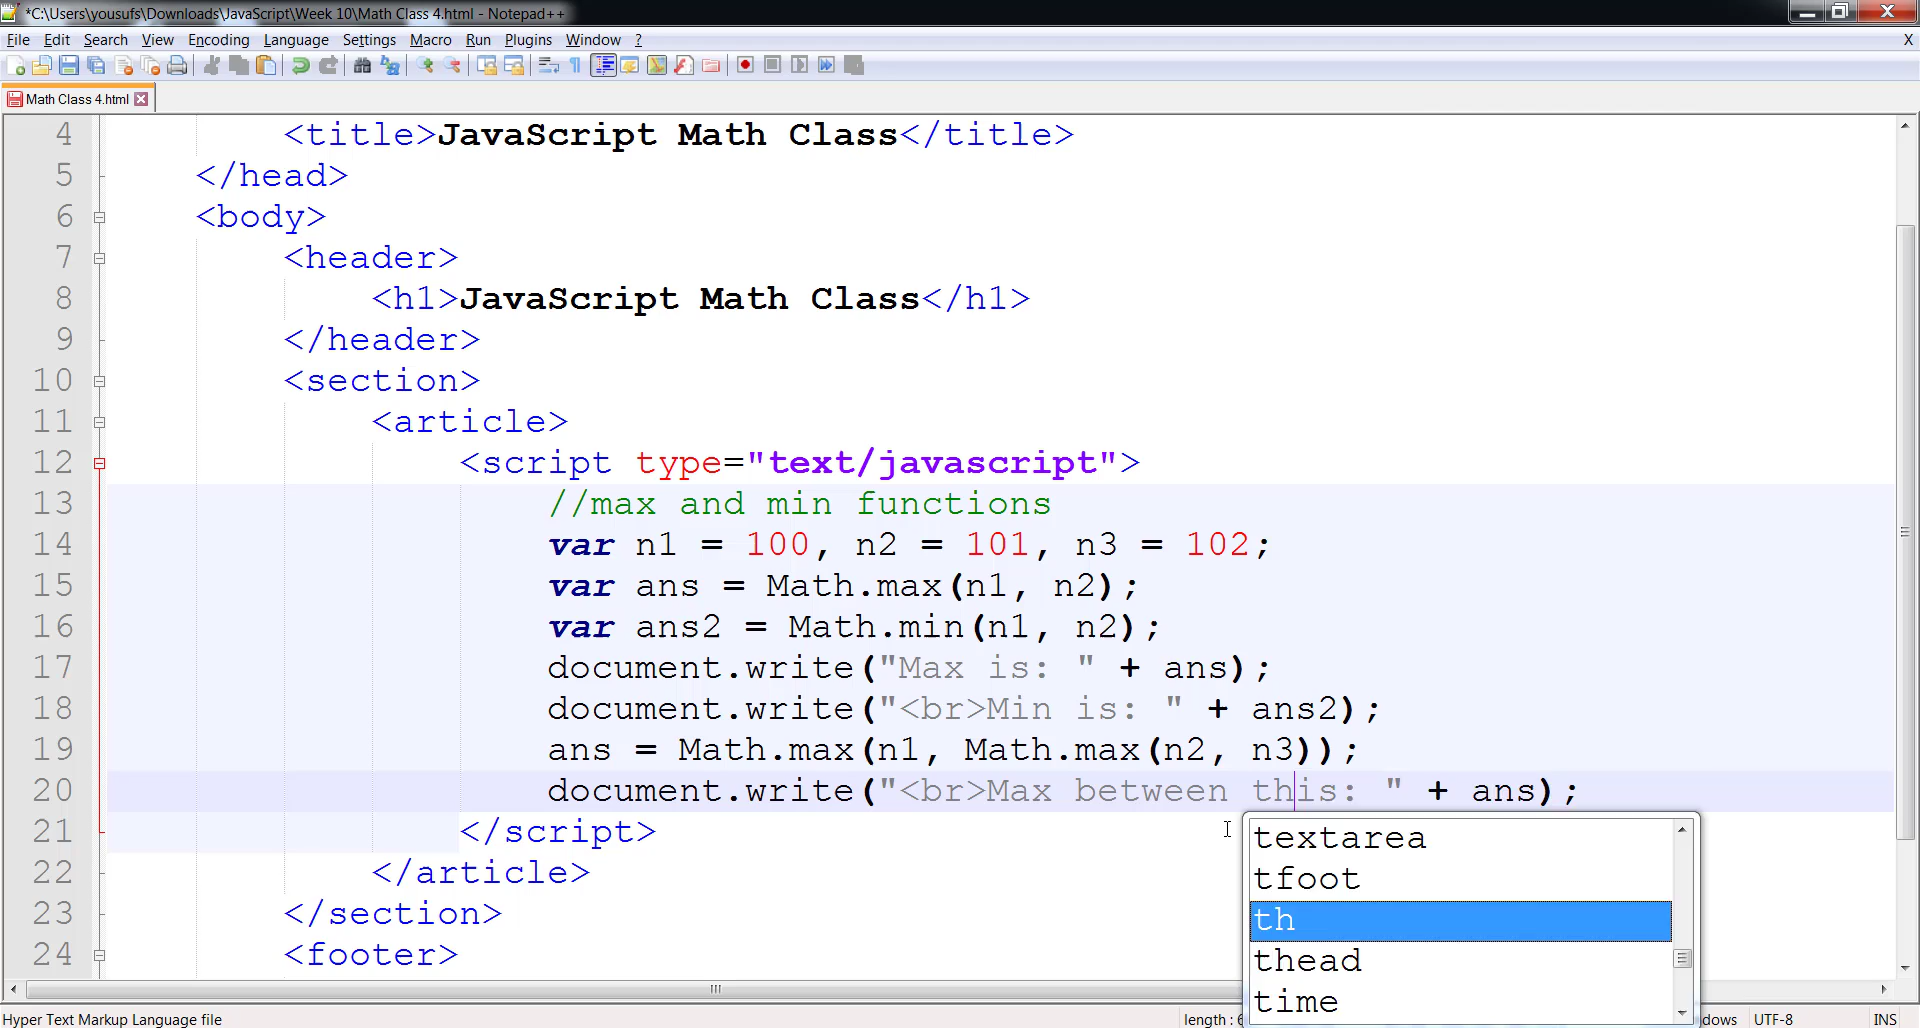 *C:\Users\yousufs\Downloads\JavaScript\Week 10\Math Class 4.html - Notepad++
File Edit Search View Encoding Language Settings Macro Run Plugins Window ? X
Math Class 4.html
4 <title>JavaScript Math Class</title>
5 </head>
6 <body>
7 <header>
8 <h1>JavaScript Math Class</h1>
9 </header>
10 <section>
11 <article>
12 <script type="text/javascript">
13 //max and min functions
14 var n1 = 100, n2 = 101, n3 = 102;
15 var ans = Math.max(n1, n2);
16 var ans2 = Math.min(n1, n2);
17 document.write("Max is: " + ans);
18 document.write("<br>Min is: " + ans2);
19 ans = Math.max(n1, Math.max(n2, n3));
20 document.write("<br>Max between this: " + ans);
21 </script>
22 </article>
23 </section>
24 <footer>
textarea
tfoot
th
thead
time
Hyper Text Markup Language file length : dows UTF-8 INS